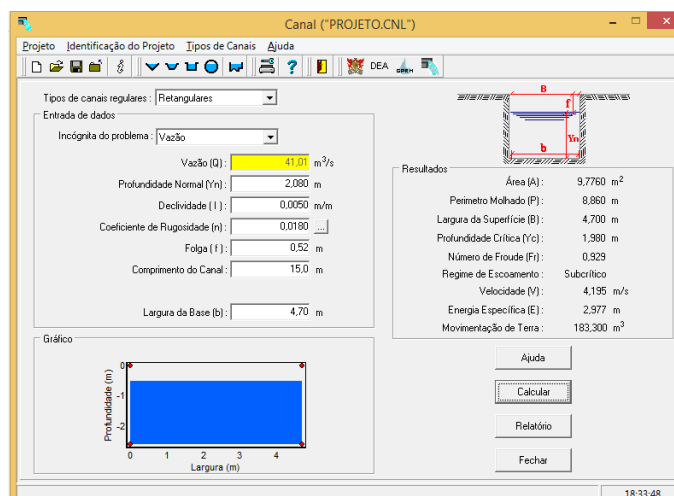 Canal ("PROJETO.CNL")
Projeto Identificação do Projeto Tipos de Canais Ajuda
DEA
GPRH
Tipos de canais regulares : Retangulares
Entrada de dados
Incógnita do problema : Vazão
Vazão (Q) : 41,01 m³/s
Profundidade Normal (Yn) : 2,080 m
Declividade ( I ) : 0,0050 m/m
Coeficiente de Rugosidade (n) : 0,0180 ...
Folga ( f ) : 0,52 m
Comprimento do Canal : 15,0 m
Largura da Base (b) : 4,70 m
B
f
Yn
b
Resultados
Área (A) : 9,7760 m²
Perimetro Molhado (P) : 8,860 m
Largura da Superfície (B) : 4,700 m
Profundidade Crítica (Yc) : 1,980 m
Número de Froude (Fr) : 0,929
Regime de Escoamento : Subcrítico
Velocidade (V) : 4,195 m/s
Energia Específica (E) : 2,977 m
Movimentação de Terra : 183,300 m³
Gráfico
Profundidade (m)
0
-1
-2
0 1 2 3 4
Largura (m)
Ajuda
Calcular
Relatório
Fechar
18:33:48